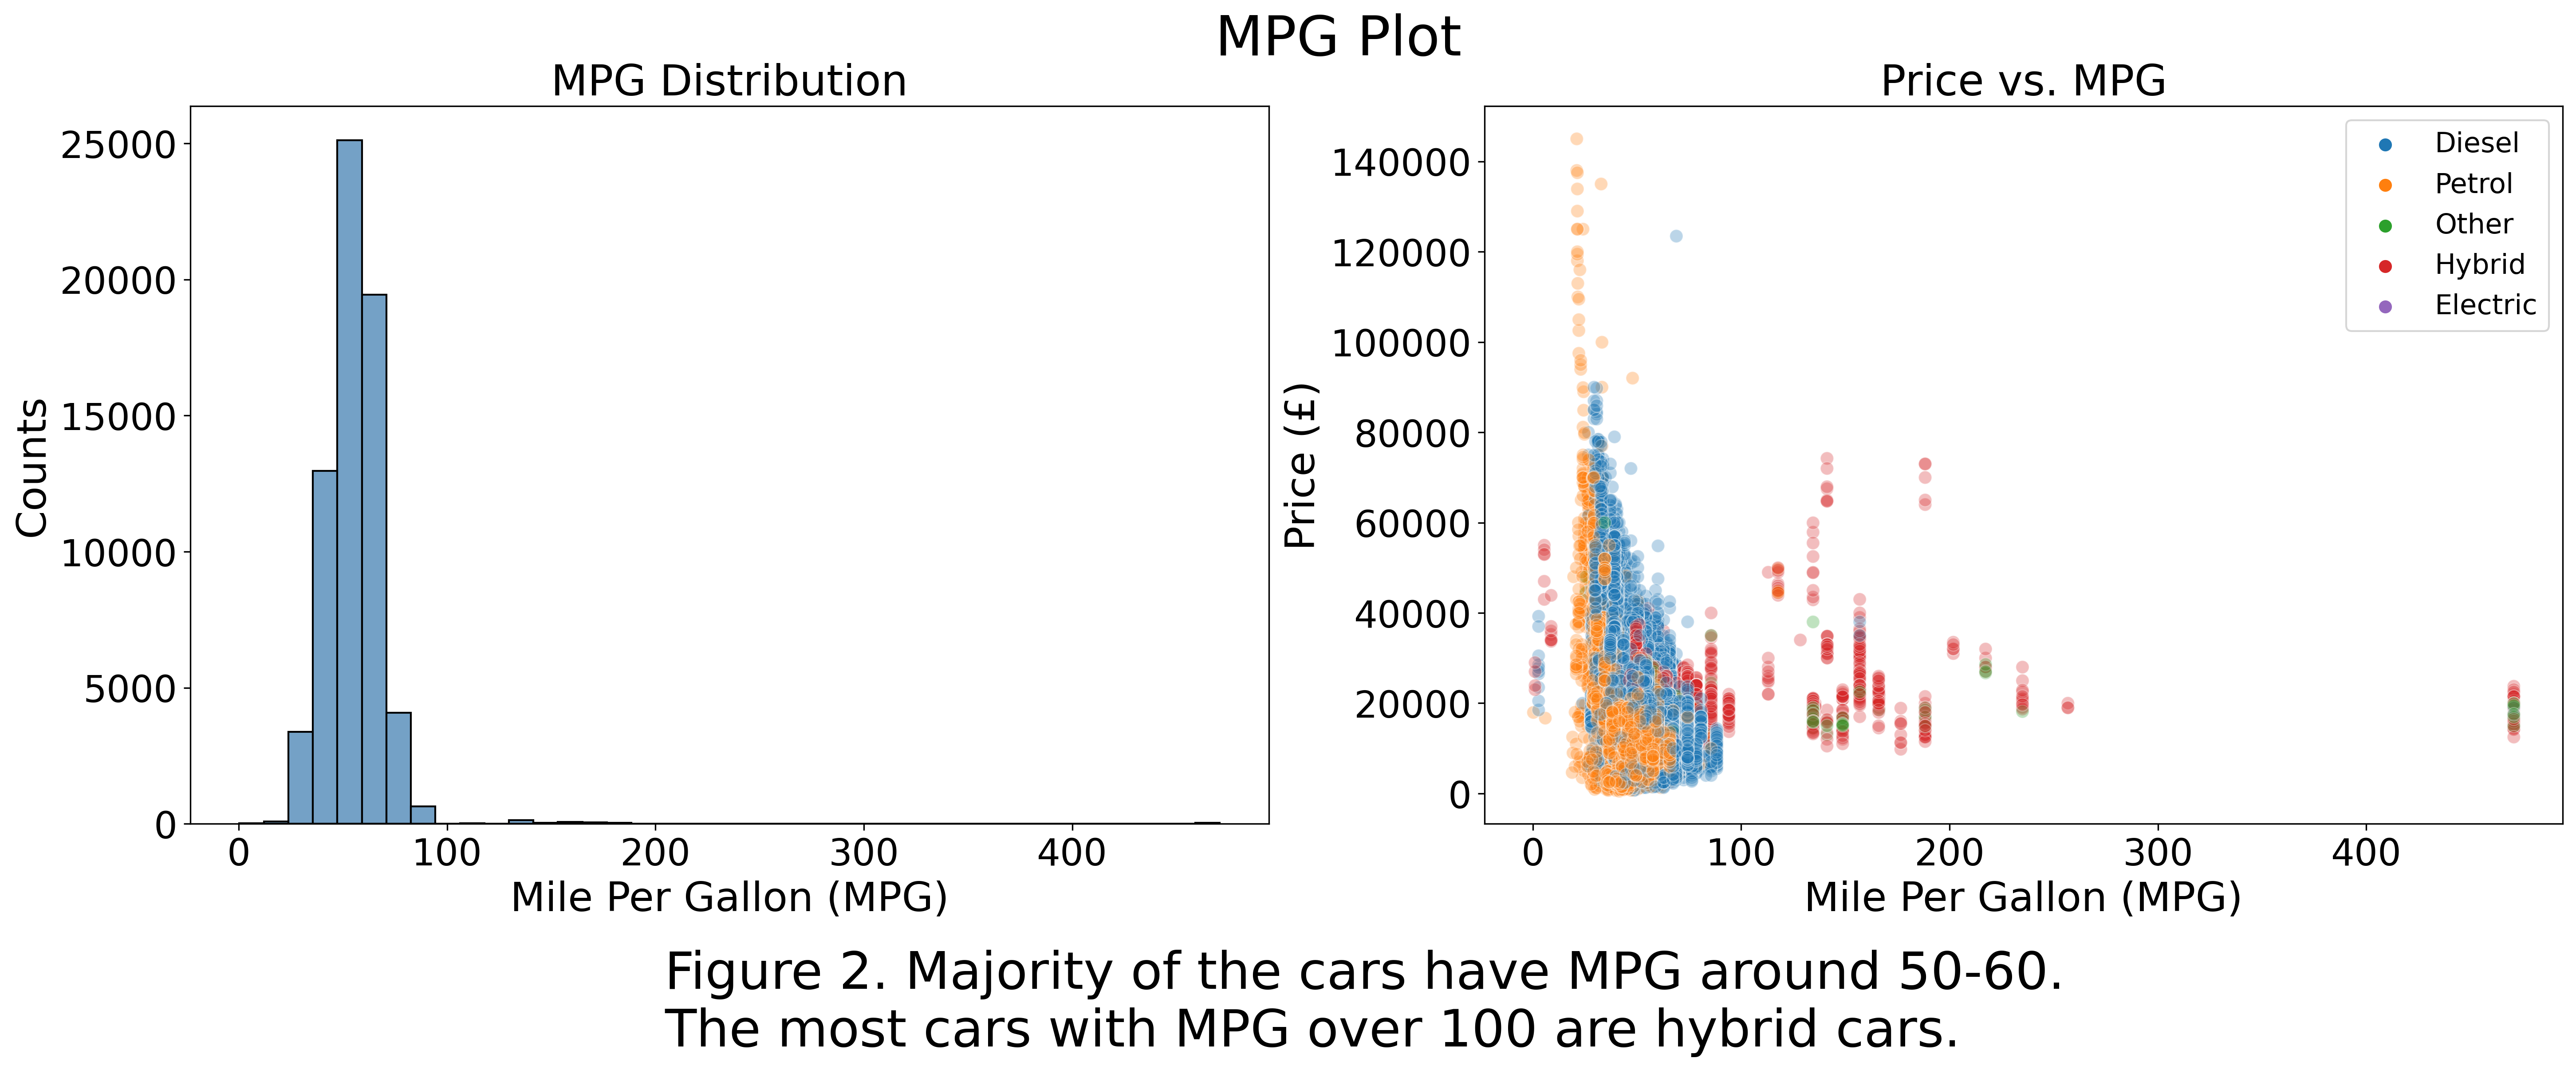 MPG Plot
MPG Distribution
25000
20000
15000
10000
5000
0
Counts
0 100 200 300 400
Mile Per Gallon (MPG)
Price vs. MPG
140000
120000
100000
80000
60000
40000
20000
0
Price (£)
Diesel
Petrol
Other
Hybrid
Electric
0 100 200 300 400
Mile Per Gallon (MPG)
Figure 2. Majority of the cars have MPG around 50-60.
The most cars with MPG over 100 are hybrid cars.